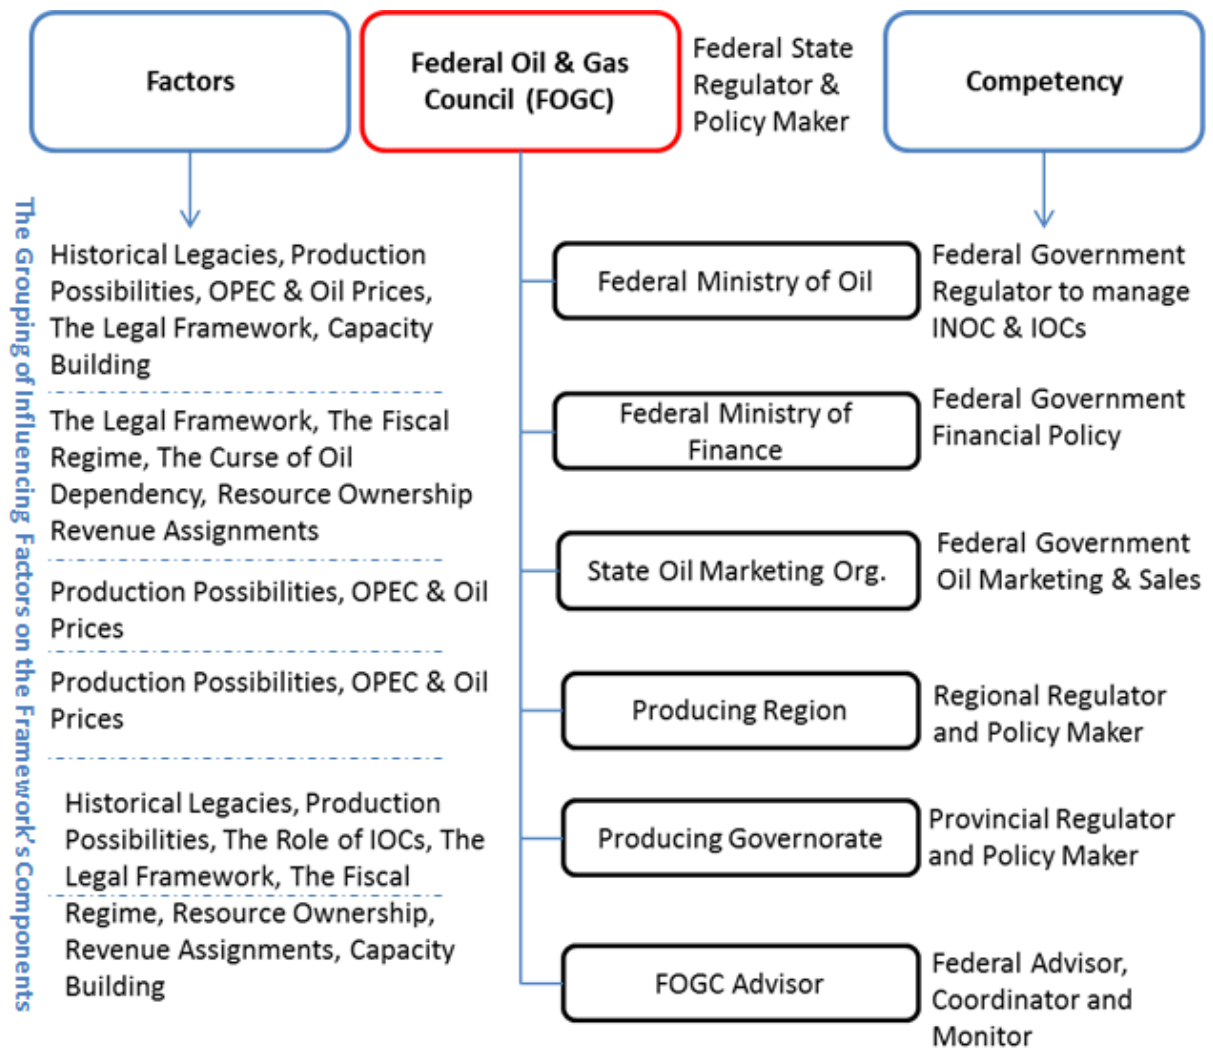 Factors
Federal Oil & Gas
Council (FOGC)
Federal State
Regulator &
Policy Maker
Competency
The Grouping of Influencing Factors on the Framework's Components
Historical Legacies, Production
Possibilities, OPEC & Oil Prices,
The Legal Framework, Capacity
Building
The Legal Framework, The Fiscal
Regime, The Curse of Oil
Dependency, Resource Ownership
Revenue Assignments
Production Possibilities, OPEC & Oil
Prices
Production Possibilities, OPEC & Oil
Prices
Historical Legacies, Production
Possibilities, The Role of IOCs, The
Legal Framework, The Fiscal
Regime, Resource Ownership,
Revenue Assignments, Capacity
Building
Federal Ministry of Oil
Federal Ministry of
Finance
State Oil Marketing Org.
Producing Region
Producing Governorate
FOGC Advisor
Federal Government
Regulator to manage
INOC & IOCs
Federal Government
Financial Policy
Federal Government
Oil Marketing & Sales
Regional Regulator
and Policy Maker
Provincial Regulator
and Policy Maker
Federal Advisor,
Coordinator and
Monitor